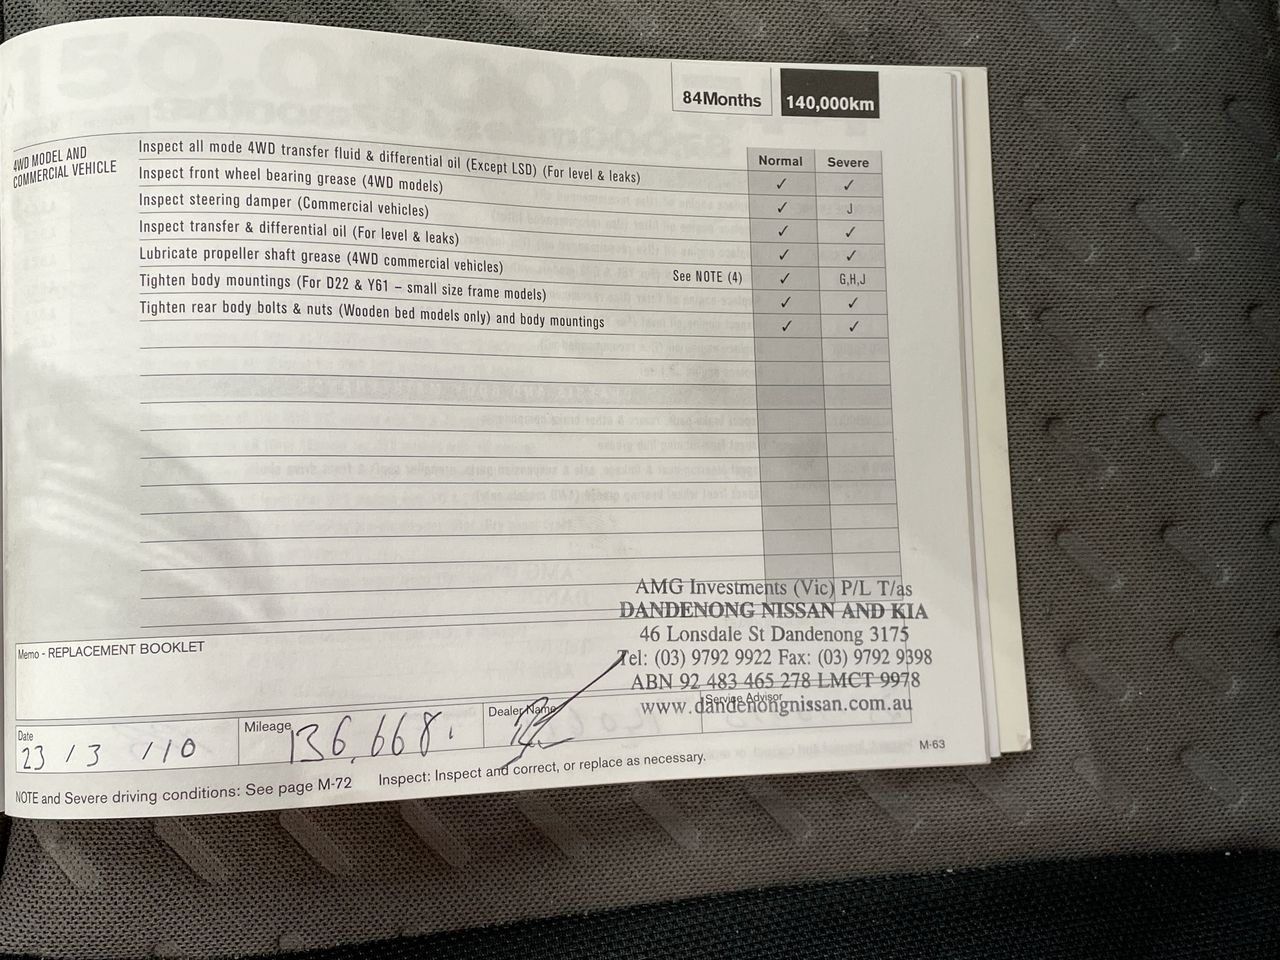 84Months 140,000km
Normal Severe
4WD MODEL AND
COMMERCIAL VEHICLE
Inspect all mode 4WD transfer fluid & differential oil (Except LSD) (For level & leaks) ✓ ✓
Inspect front wheel bearing grease (4WD models) ✓ J
Inspect steering damper (Commercial vehicles) ✓ ✓
Inspect transfer & differential oil (For level & leaks) ✓ ✓
Lubricate propeller shaft grease (4WD commercial vehicles) See NOTE (4) ✓ G,H,J
Tighten body mountings (For D22 & Y61 – small size frame models) ✓ ✓
Tighten rear body bolts & nuts (Wooden bed models only) and body mountings ✓ ✓
AMG Investments (Vic) P/L T/as
DANDENONG NISSAN AND KIA
46 Lonsdale St Dandenong 3175
Tel: (03) 9792 9922 Fax: (03) 9792 9398
ABN 92 483 465 278 LMCT 9978
www.dandenongnissan.com.au
Memo - REPLACEMENT BOOKLET
Date
23 / 3 / 10
Mileage
136,668.
Dealer Name
Service Advisor
NOTE and Severe driving conditions: See page M-72 Inspect: Inspect and correct, or replace as necessary.
M-63